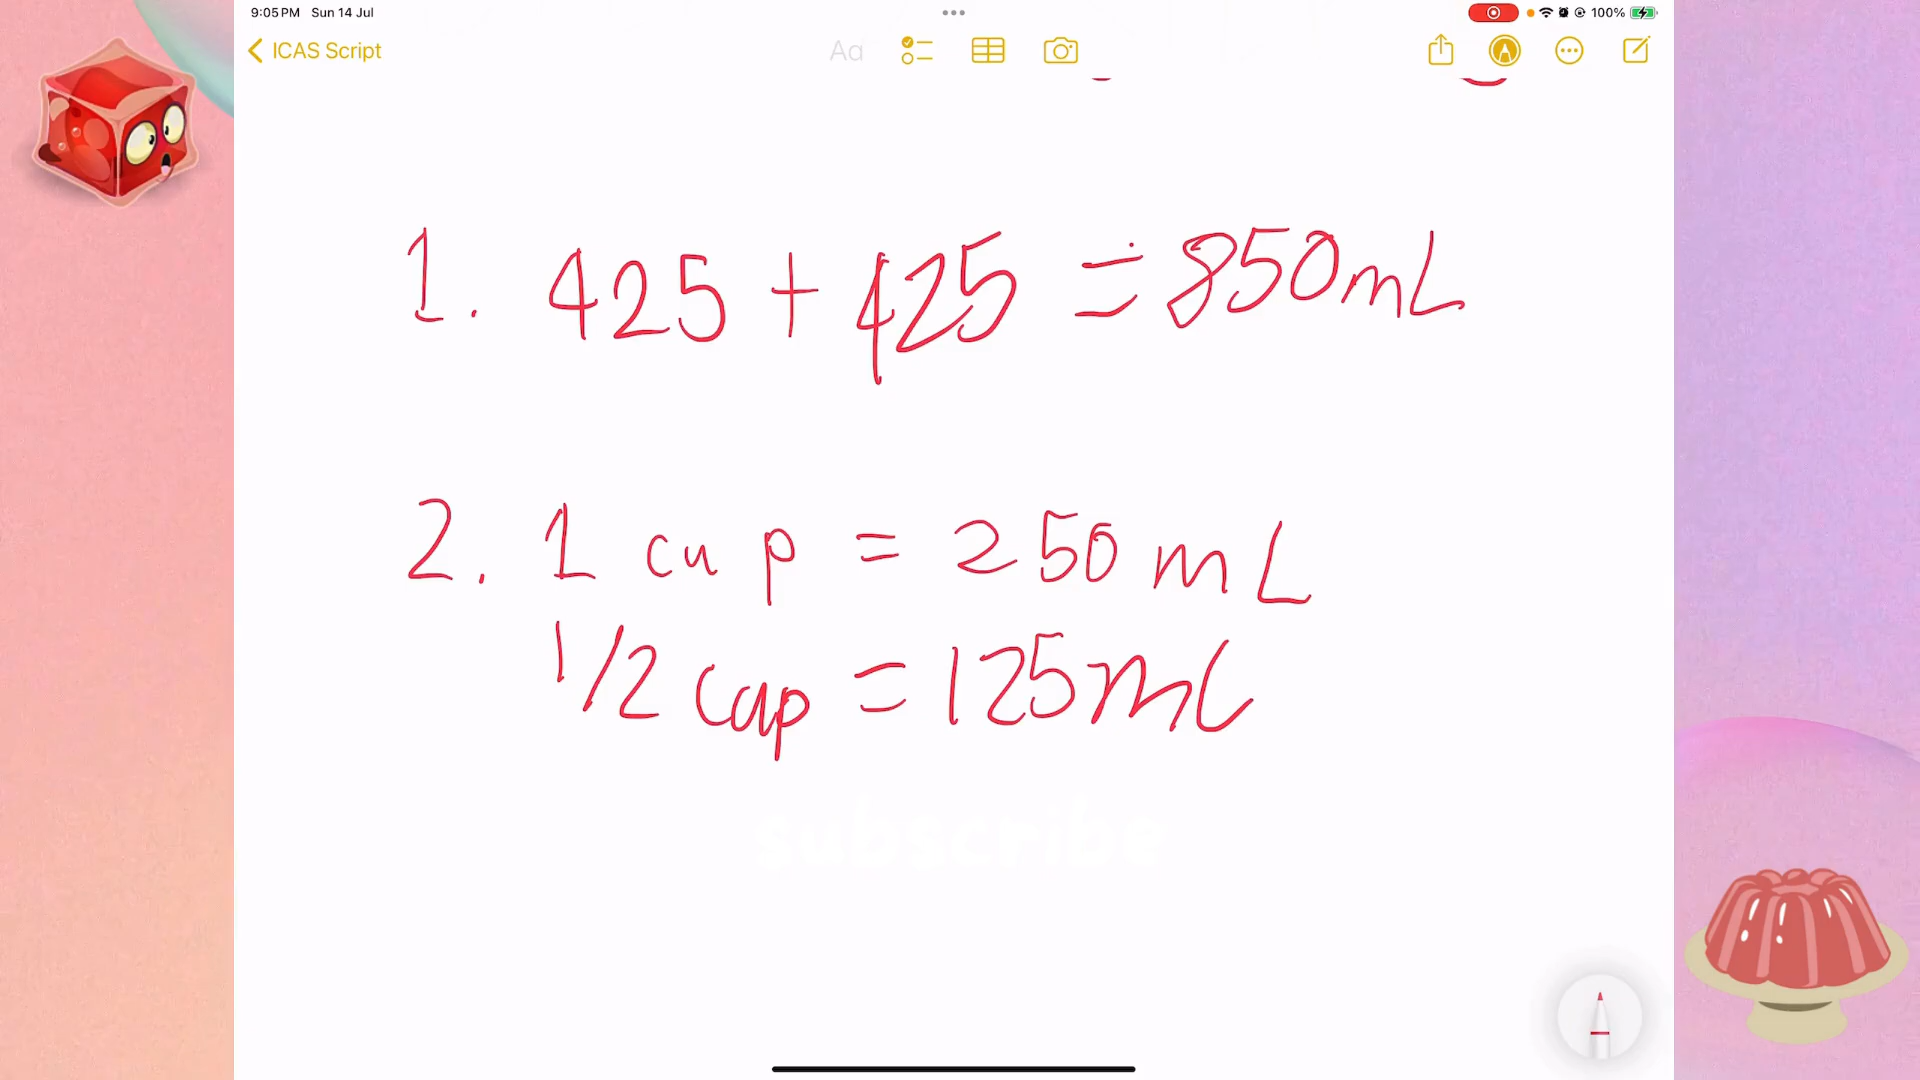 9:05 PM Sun 14 Jul
100%
ICAS Script
Aa
1. 425 + 425 = 850mL
2. 1 cup = 250 mL
1/2 cup = 125mL
subscribe